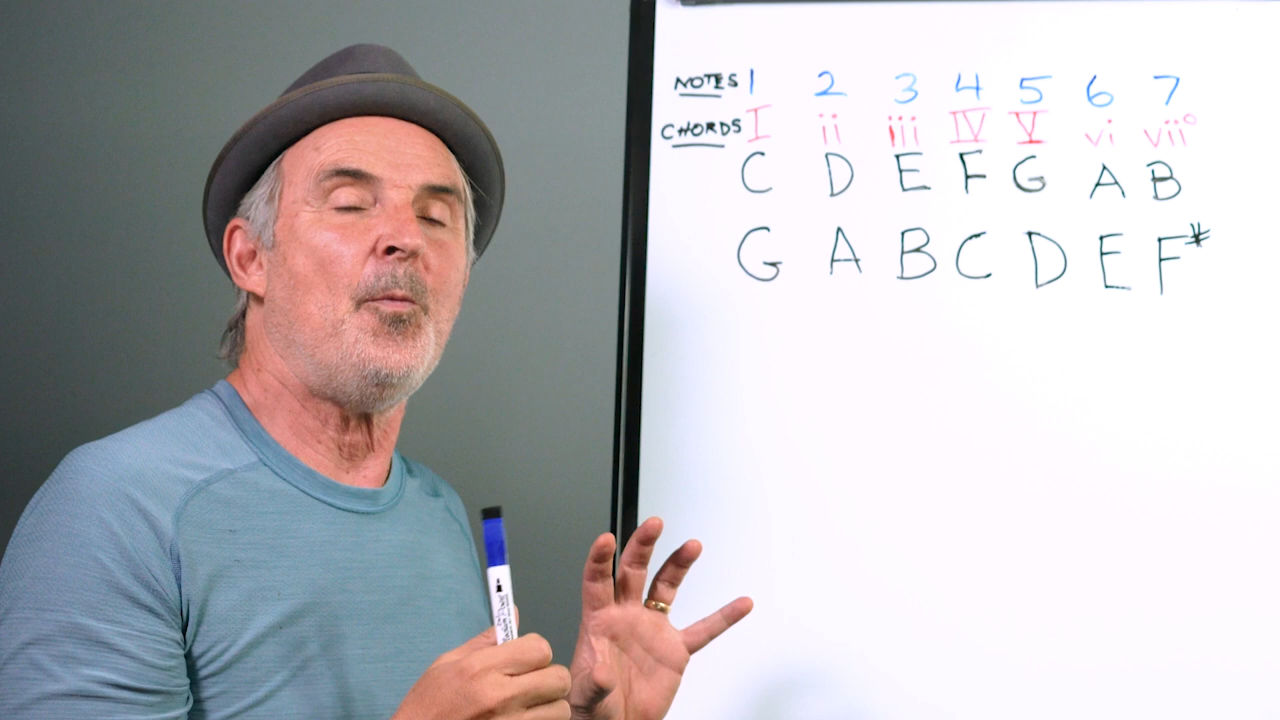 NOTES 1 2 3 4 5 6 7
CHORDS I ii iii IV V vi vii°
C D E F G A B
G A B C D E F#